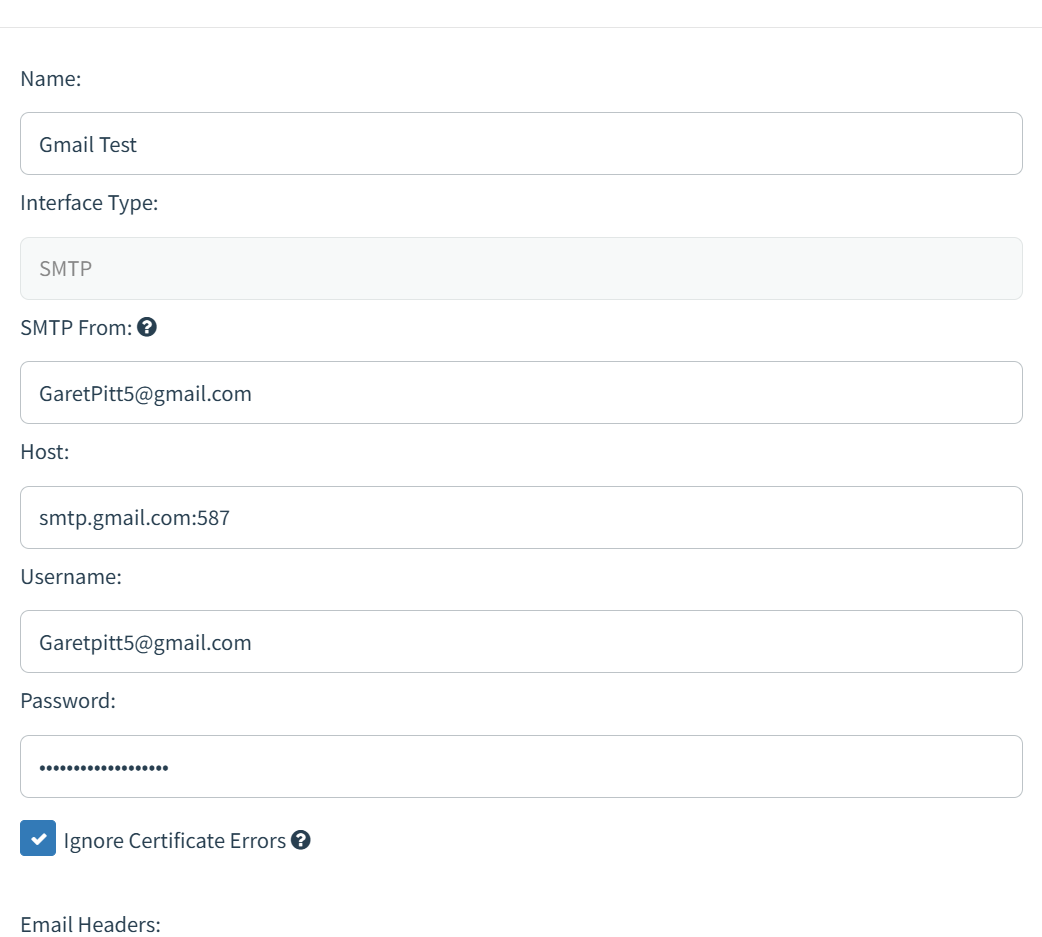 Name:
Gmail Test
Interface Type:
SMTP
SMTP From:
GaretPitt5@gmail.com
Host:
smtp.gmail.com:587
Username:
Garetpitt5@gmail.com
Password:
•••••••••••••••••••
Ignore Certificate Errors
Email Headers: